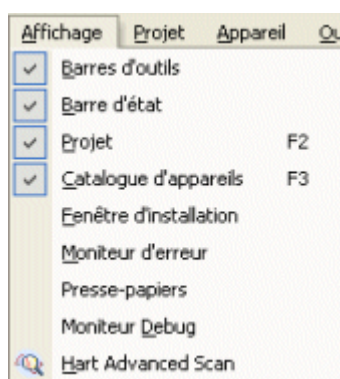 Affichage Projet Appareil Ou
Barres d'outils
Barre d'état
Projet F2
Catalogue d'appareils F3
Fenêtre d'installation
Moniteur d'erreur
Presse-papiers
Moniteur Debug
Hart Advanced Scan